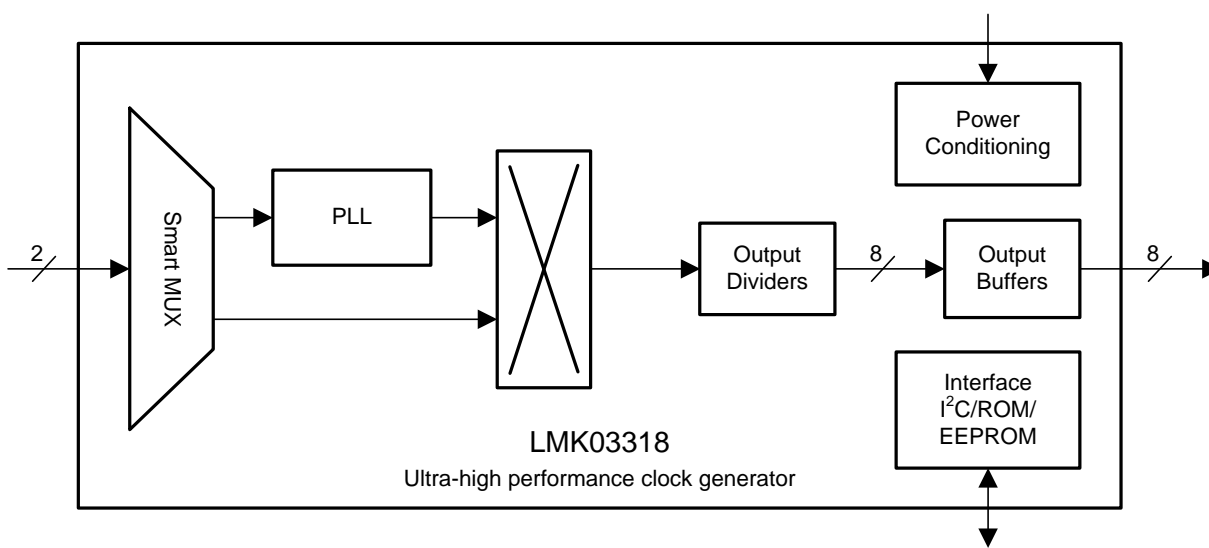 Power
Conditioning
Smart MUX
PLL
2
Output
Dividers
8
Output
Buffers
8
Interface
I²C/ROM/
EEPROM
LMK03318
Ultra-high performance clock generator